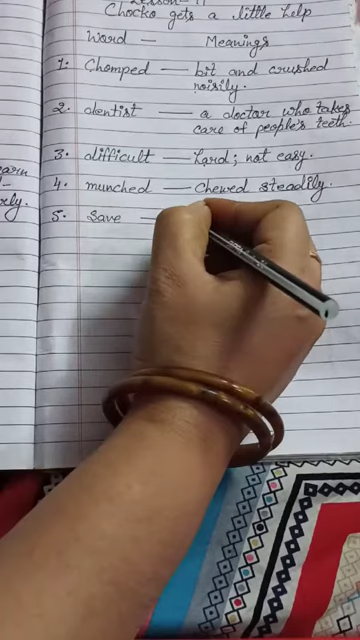 Lesson-
Chocko gets a little help
Word — Meanings
1. Chomped — bit and crushed
noisily.
2. dentist — a doctor who takes
care of people's teeth.
3. difficult — hard; not easy.
4. munched — Chewed steadily.
5. Save —